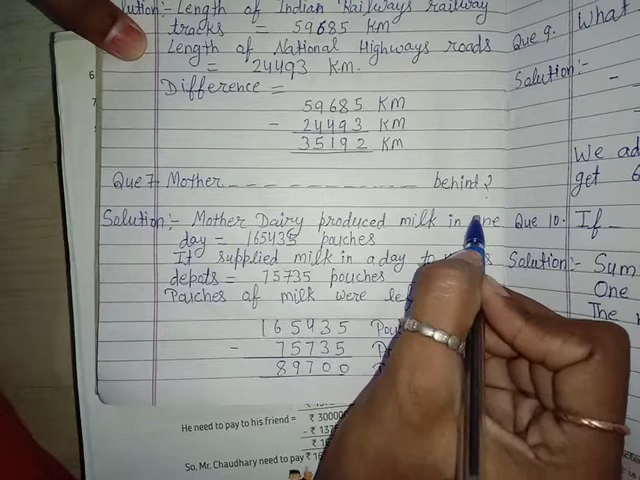 lution:- Length of Indian Railways railway
tracks = 59685 KM
Length of National Highways roads
= 24493 KM.
Difference =
59685 KM
- 24493 KM
35192 KM
Que 7- Mother _ _ _ _ _ _ _ _ _ _ behind?
Solution:- Mother Dairy produced milk in one
day = 165435 pouches
It supplied milk in a day to
depots = 75735 pouches
Pouches of milk were
165435
- 75735
89700
Que 9. What
Solution:-
We ad
get 6
Que 10. If
Solution:- Sum
One
The
He need to pay to his friend =
₹ 30000
So, Mr. Chaudhary need to pay